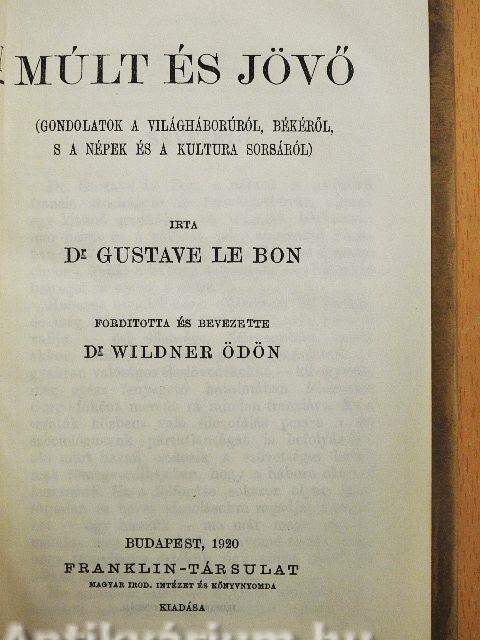 MÚLT ÉS JÖVŐ
(GONDOLATOK A VILÁGHÁBORÚRÓL, BÉKÉRŐL,
S A NÉPEK ÉS A KULTURA SORSÁRÓL)
IRTA
Dr GUSTAVE LE BON
FORDITOTTA ÉS BEVEZETTE
Dr WILDNER ÖDÖN
BUDAPEST, 1920
FRANKLIN-TÁRSULAT
MAGYAR IROD. INTÉZET ÉS KÖNYVNYOMDA
KIADÁSA
Antikvárium.hu